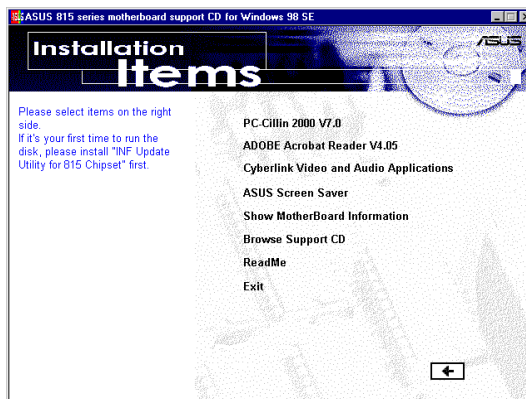 ASUS 815 series motherboard support CD for Windows 98 SE
Installation
Items
ASUS
Please select items on the right
side.
If it's your first time to run the
disk, please install "INF Update
Utility for 815 Chipset" first.
PC-Cillin 2000 V7.0
ADOBE Acrobat Reader V4.05
Cyberlink Video and Audio Applications
ASUS Screen Saver
Show MotherBoard Information
Browse Support CD
ReadMe
Exit